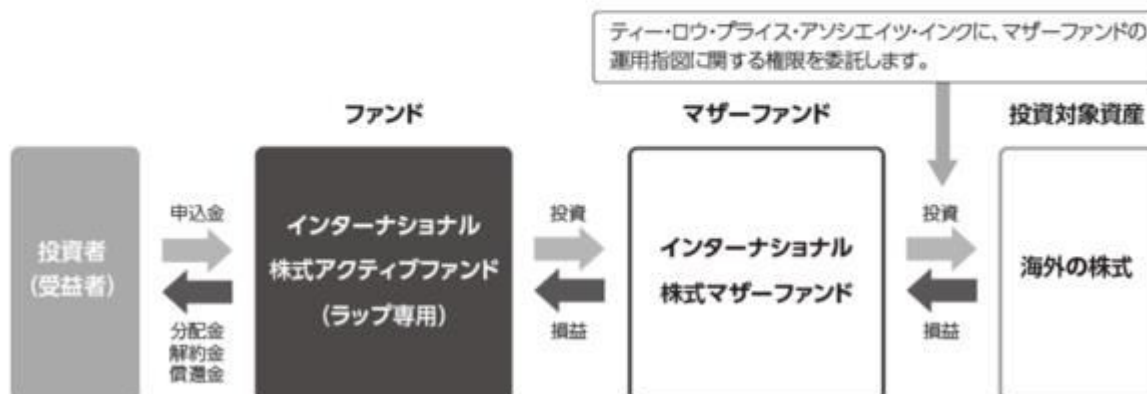 ティー・ロウ・プライス・アソシエイツ・インクに、マザーファンドの
運用指図に関する権限を委託します。
ファンド
マザーファンド
投資対象資産
投資者
(受益者)
申込金
分配金
解約金
償還金
インターナショナル
株式アクティブファンド
(ラップ専用)
投資
損益
インターナショナル
株式マザーファンド
投資
損益
海外の株式